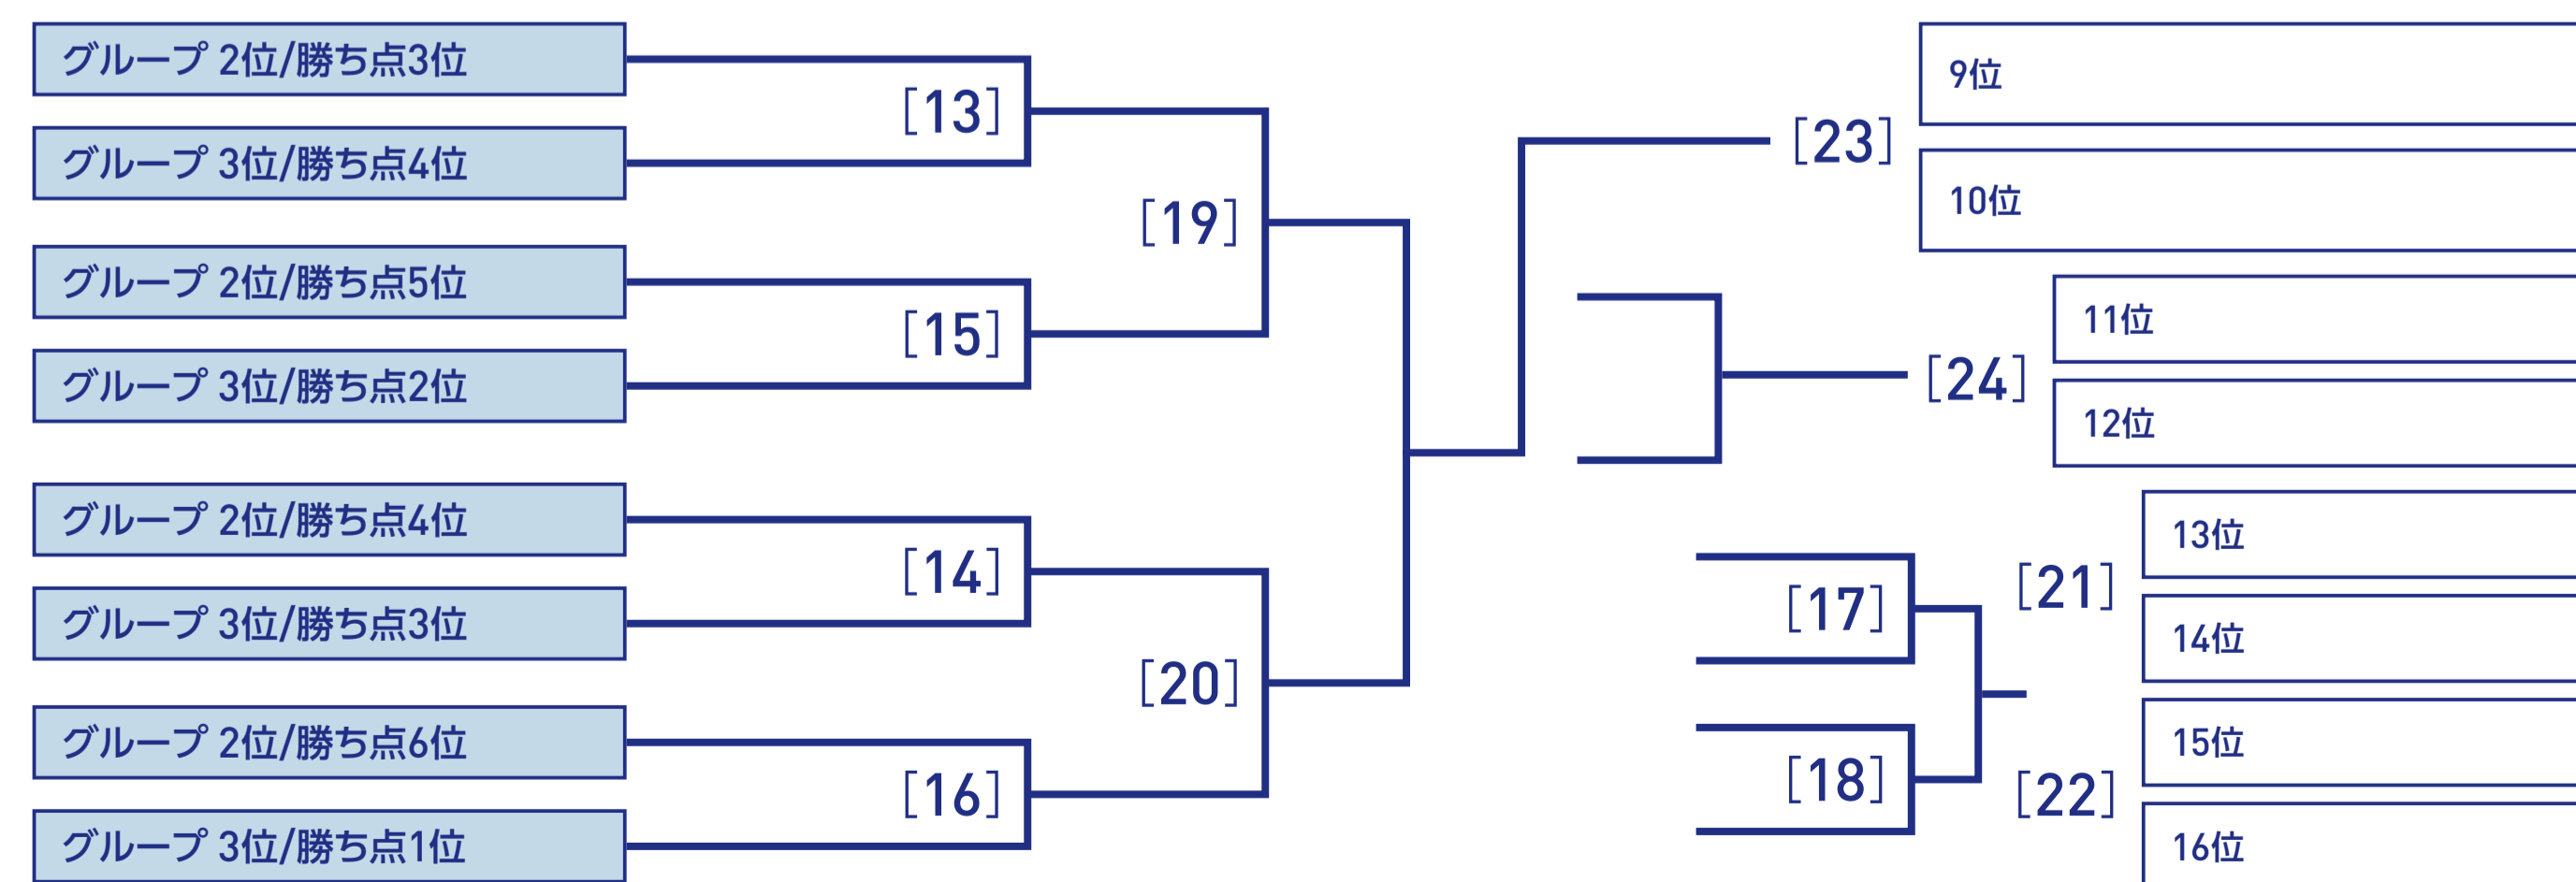 グループ 2位/勝ち点3位
グループ 3位/勝ち点4位
グループ 2位/勝ち点5位
グループ 3位/勝ち点2位
グループ 2位/勝ち点4位
グループ 3位/勝ち点3位
グループ 2位/勝ち点6位
グループ 3位/勝ち点1位
[13]
[15]
[14]
[16]
[19]
[20]
[23]
[24]
[17]
[18]
[21]
[22]
9位
10位
11位
12位
13位
14位
15位
16位